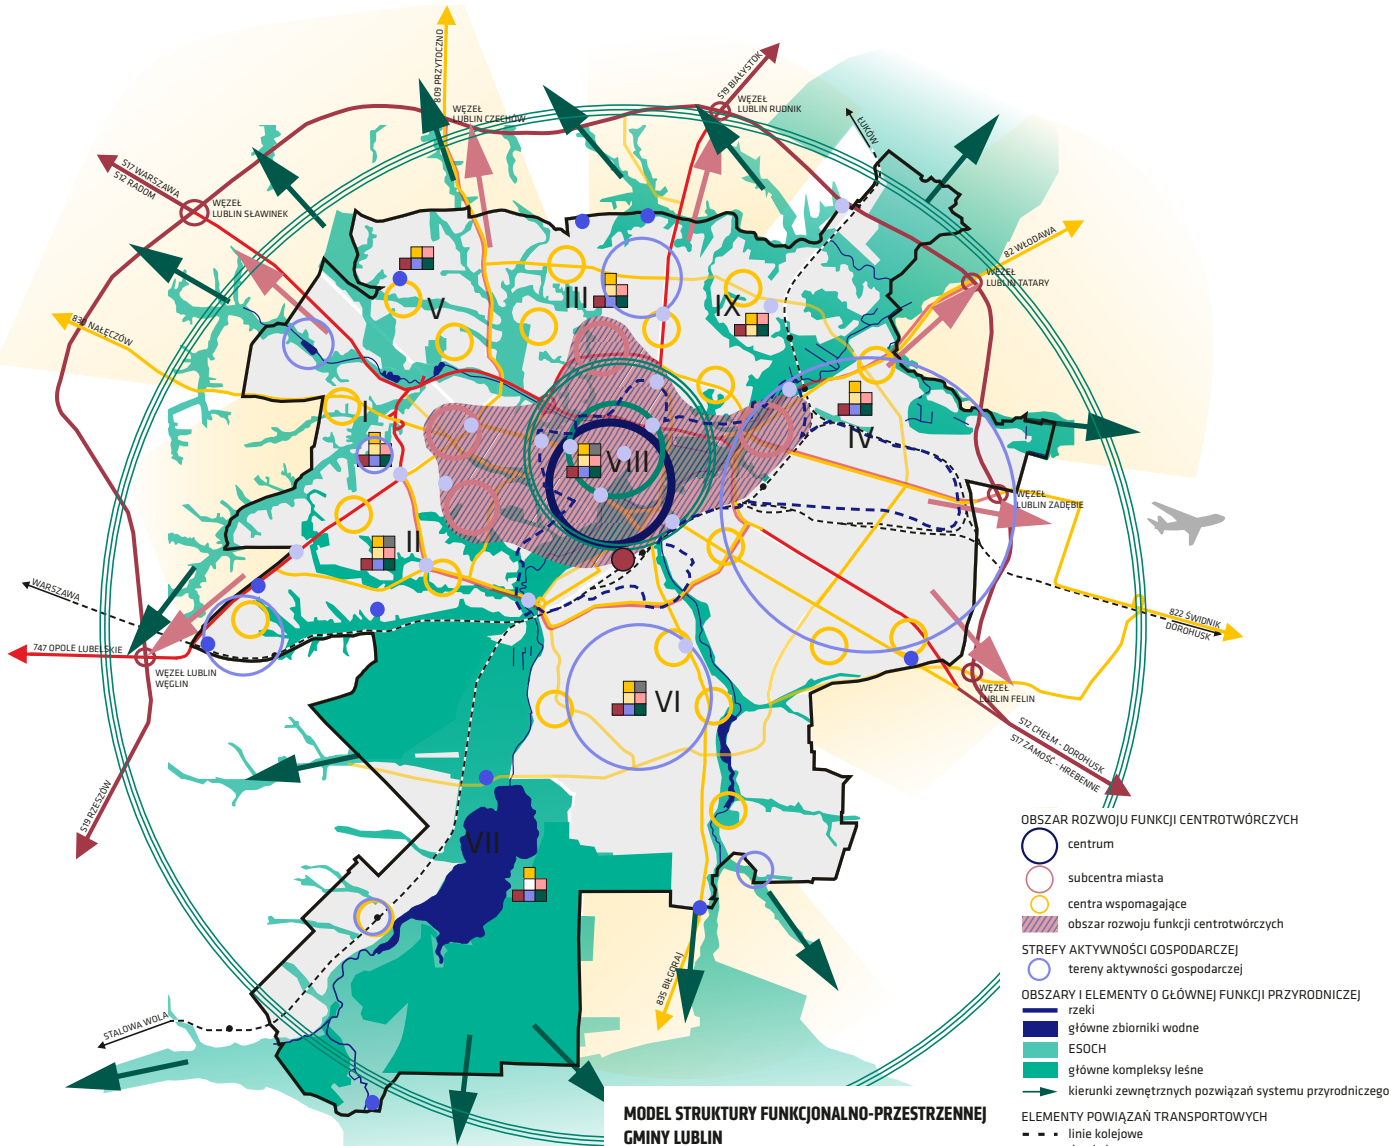 809 PRZYTOCZNO
S19 BIAŁYSTOK
WĘZEŁ
LUBLIN CZECHÓW
WĘZEŁ
LUBLIN RUDNIK
ŁUKÓW
S17 WARSZAWA
S12 RADOM
WĘZEŁ
LUBLIN SŁAWINEK
82 WŁODAWA
WĘZEŁ
LUBLIN TATARY
830 NAŁĘCZÓW
V
III
IX
I
IV
VIII
II
WĘZEŁ
LUBLIN ZADĘBIE
WARSZAWA
822 ŚWIDNIK
DOROHUSK
747 OPOLE LUBELSKIE
WĘZEŁ LUBLIN
WĘGLIN
VI
WĘZEŁ
LUBLIN FELIN
S12 CHEŁM - DOROHUSK
S17 ZAMOŚĆ - HREBENNE
S19 RZESZÓW
VII
835 BIŁGORAJ
STALOWA WOLA
OBSZAR ROZWOJU FUNKCJI CENTROTWÓRCZYCH
centrum
subcentra miasta
centra wspomagające
obszar rozwoju funkcji centrotwórczych
STREFY AKTYWNOŚCI GOSPODARCZEJ
tereny aktywności gospodarczej
OBSZARY I ELEMENTY O GŁÓWNEJ FUNKCJI PRZYRODNICZEJ
rzeki
główne zbiorniki wodne
ESOCH
główne kompleksy leśne
kierunki zewnętrznych pozwiązań systemu przyrodniczego
ELEMENTY POWIĄZAŃ TRANSPORTOWYCH
linie kolejowe
MODEL STRUKTURY FUNKCJONALNO-PRZESTRZENNEJ
GMINY LUBLIN